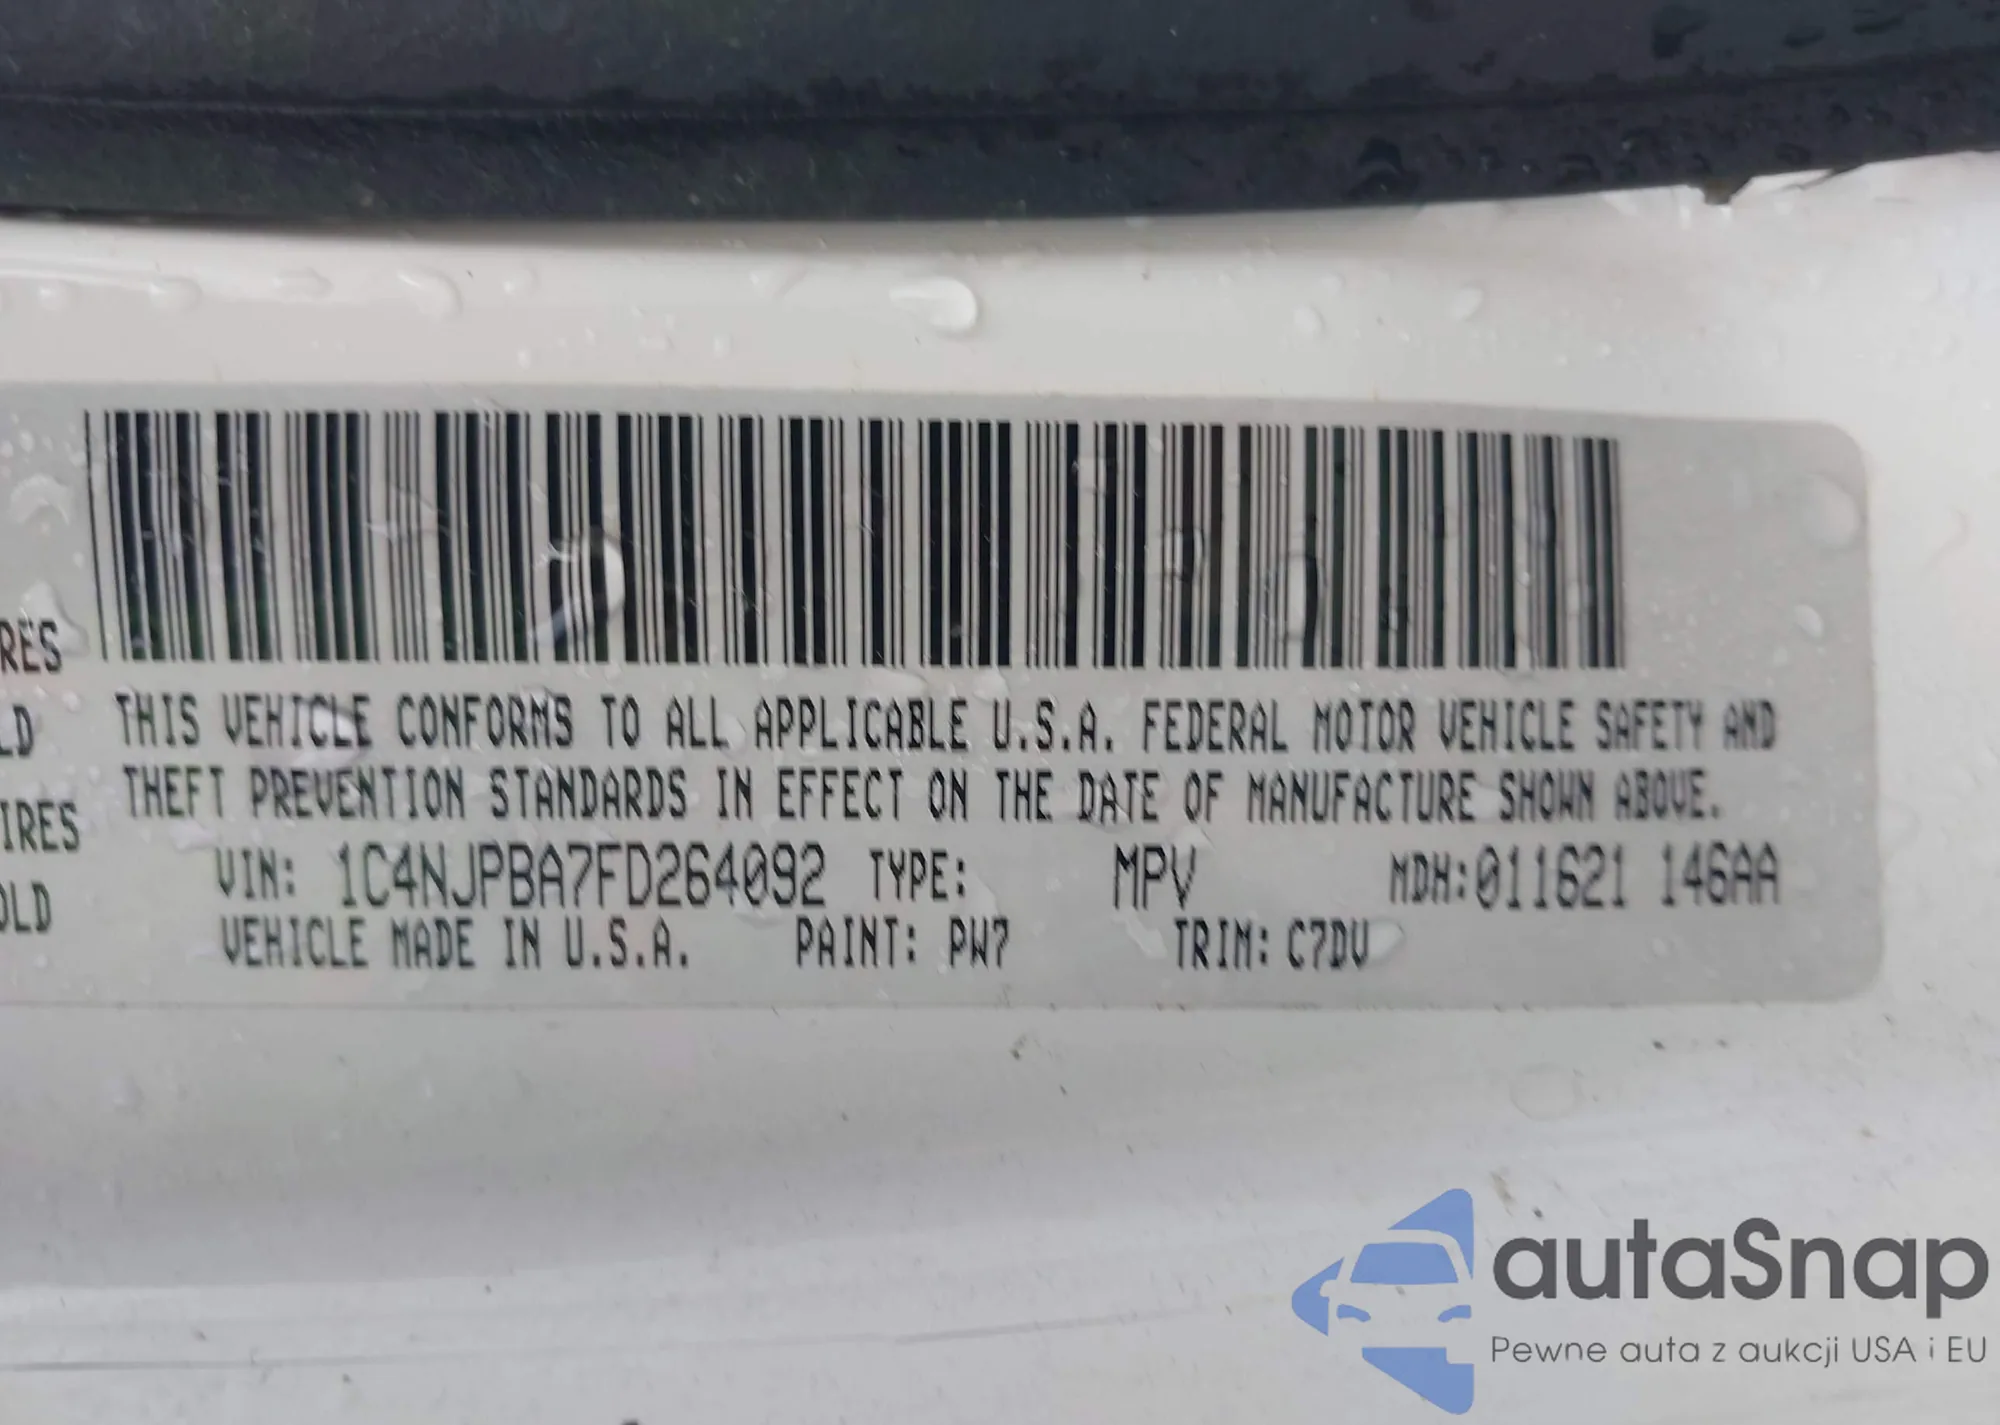 RES
LD
IRES
OLD
THIS VEHICLE CONFORMS TO ALL APPLICABLE U.S.A. FEDERAL MOTOR VEHICLE SAFETY AND
THEFT PREVENTION STANDARDS IN EFFECT ON THE DATE OF MANUFACTURE SHOWN ABOVE.
VIN: 1C4NJPBA7FD264092 TYPE: MPV MDH:011621 146AA
VEHICLE MADE IN U.S.A. PAINT: PW7 TRIM: C7DV
autaSnap
Pewne auta z aukcji USA i EU